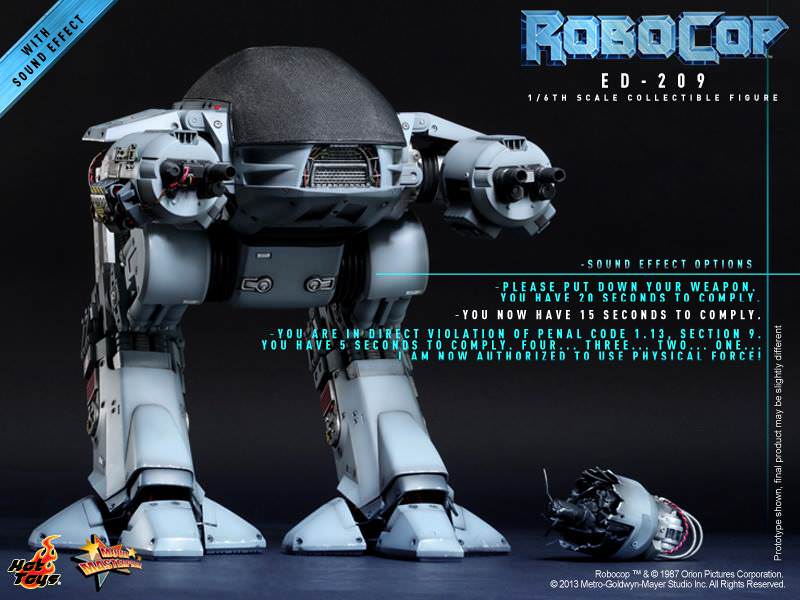 WITH
SOUND EFFECT
ROBOCOP
ED-209
1/6TH SCALE COLLECTIBLE FIGURE
-SOUND EFFECT OPTIONS
-PLEASE PUT DOWN YOUR WEAPON.
YOU HAVE 20 SECONDS TO COMPLY.
-YOU NOW HAVE 15 SECONDS TO COMPLY.
-YOU ARE IN DIRECT VIOLATION OF PENAL CODE 1.13, SECTION 9.
YOU HAVE 5 SECONDS TO COMPLY. FOUR... THREE... TWO... ONE...
I AM NOW AUTHORIZED TO USE PHYSICAL FORCE!
Prototype shown, final product may be slightly different
Hot
Toys
Movie
Masterpiece
Robocop ™ & © 1987 Orion Pictures Corporation.
© 2013 Metro-Goldwyn-Mayer Studio Inc. All Rights Reserved.